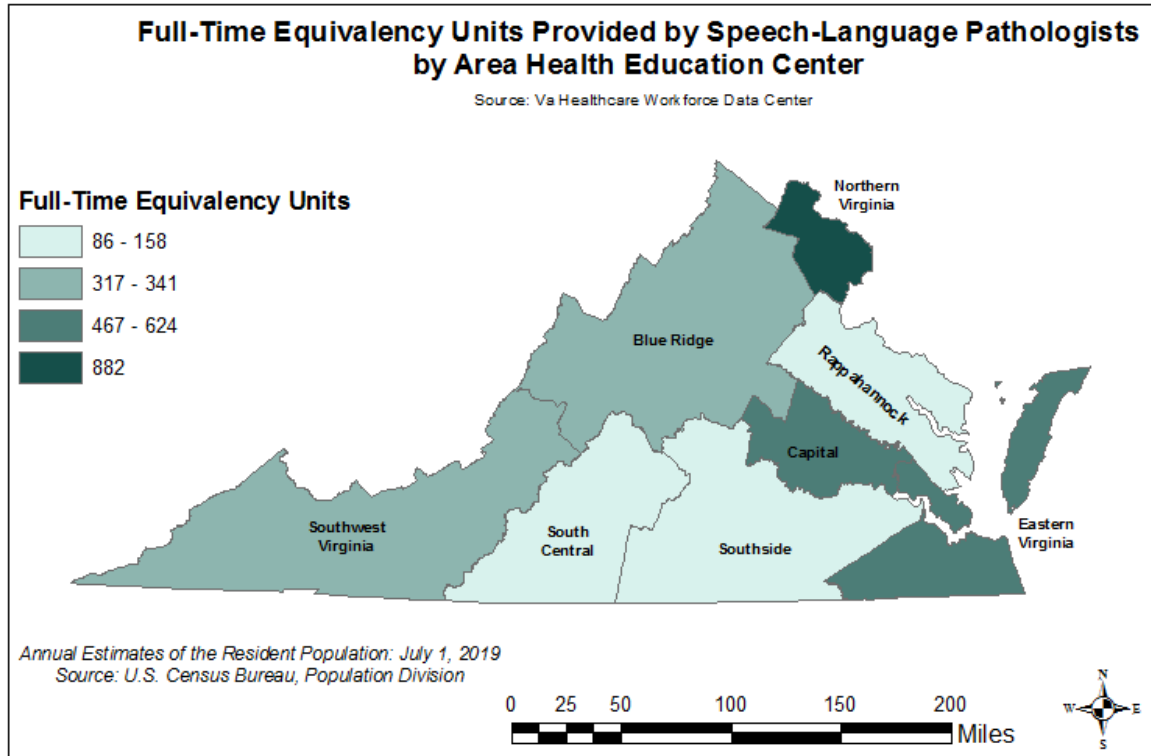 Full-Time Equivalency Units Provided by Speech-Language Pathologists
by Area Health Education Center
Source: Va Healthcare Workforce Data Center
Full-Time Equivalency Units
86 - 158
317 - 341
467 - 624
882
Northern
Virginia
Blue Ridge
Rappahannock
Capital
Southwest
Virginia
South
Central
Southside
Eastern
Virginia
Annual Estimates of the Resident Population: July 1, 2019
Source: U.S. Census Bureau, Population Division
0 25 50 100 150 200
Miles
N
W E
S